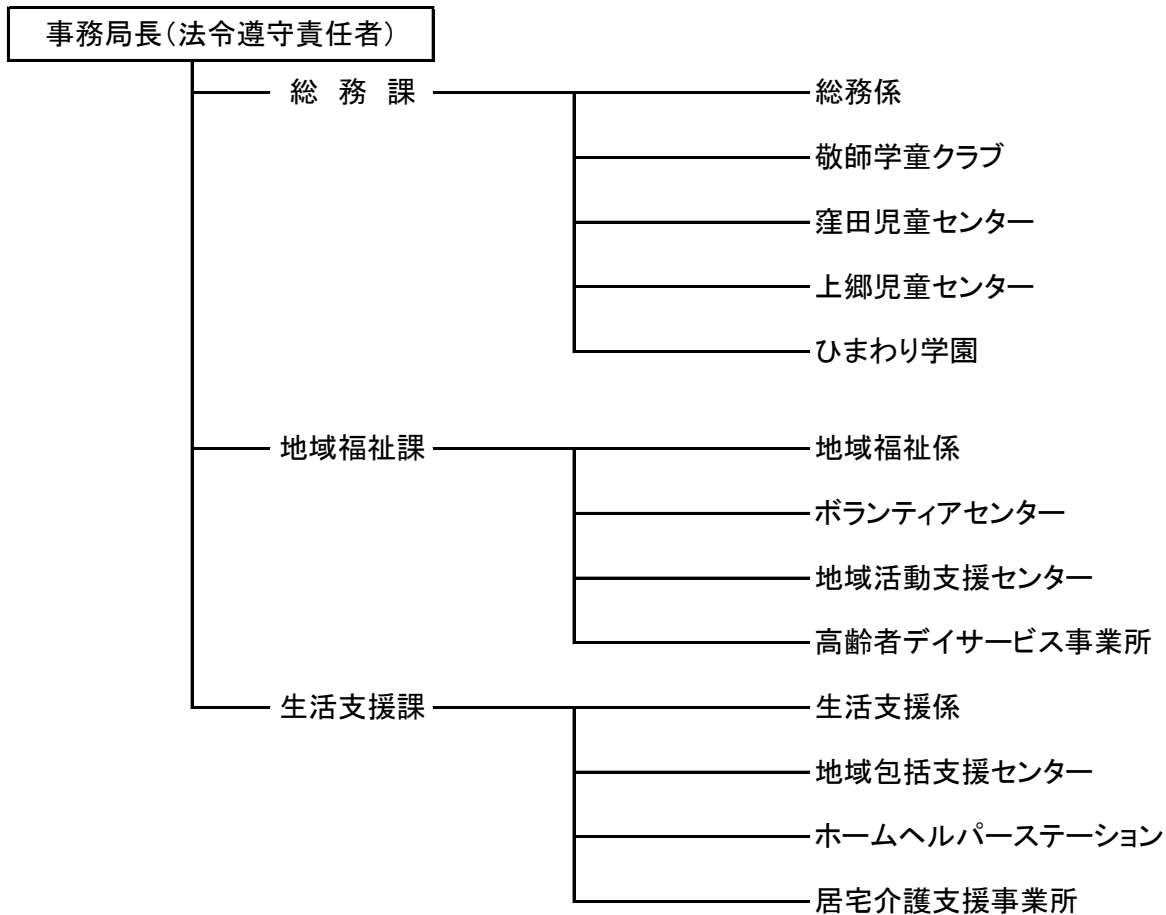 事務局長（法令遵守責任者）
総　務　課
総務係
敬師学童クラブ
窪田児童センター
上郷児童センター
ひまわり学園
地域福祉課
地域福祉係
ボランティアセンター
地域活動支援センター
高齢者デイサービス事業所
生活支援課
生活支援係
地域包括支援センター
ホームヘルパーステーション
居宅介護支援事業所